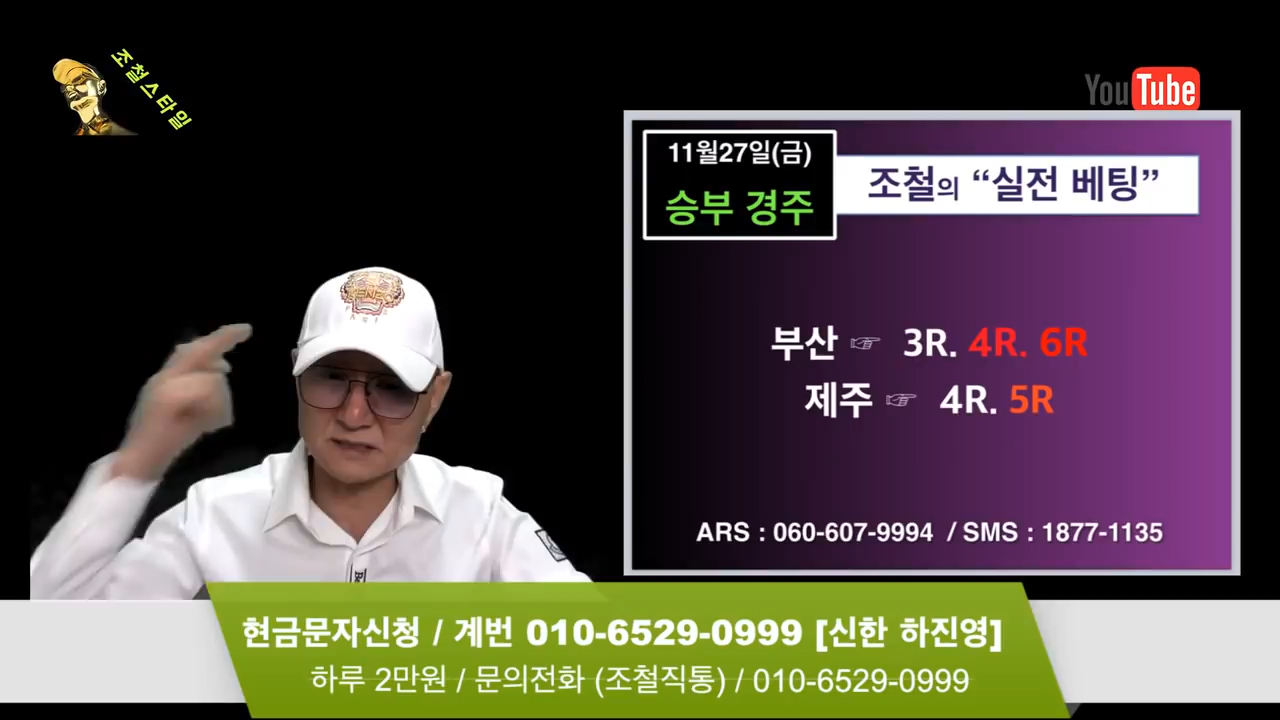 조철스타일
YouTube
11월27일(금)
승부 경주
조철의 “실전 베팅”
부산 ☞ 3R. 4R. 6R
제주 ☞ 4R. 5R
ARS : 060-607-9994 / SMS : 1877-1135
현금문자신청 / 계번 010-6529-0999 [신한 하진영]
하루 2만원 / 문의전화 (조철직통) / 010-6529-0999